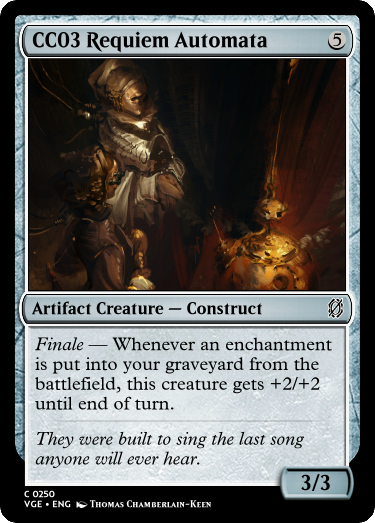 CC03 Requiem Automata 5
Artifact Creature — Construct
Finale — Whenever an enchantment
is put into your graveyard from the
battlefield, this creature gets +2/+2
until end of turn.
They were built to sing the last song
anyone will ever hear.
3/3
C 0250
VGE • ENG Thomas Chamberlain-Keen